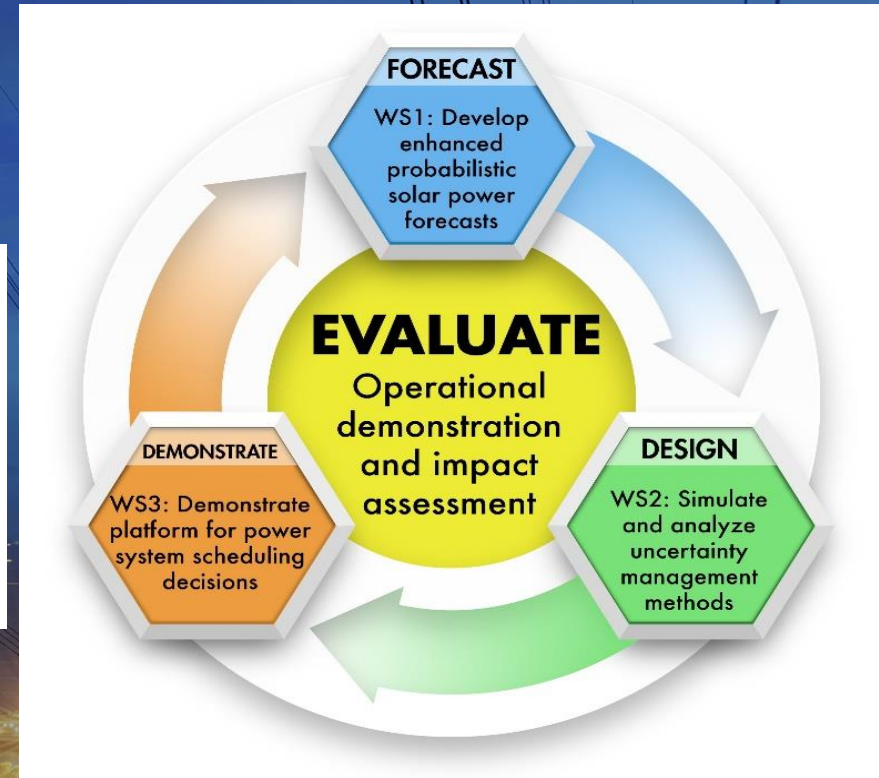 FORECAST
WS1: Develop
enhanced
probabilistic
solar power
forecasts
EVALUATE
Operational
demonstration
and impact
assessment
DESIGN
WS2: Simulate
and analyze
uncertainty
management
methods
DEMONSTRATE
WS3: Demonstrate
platform for power
system scheduling
decisions